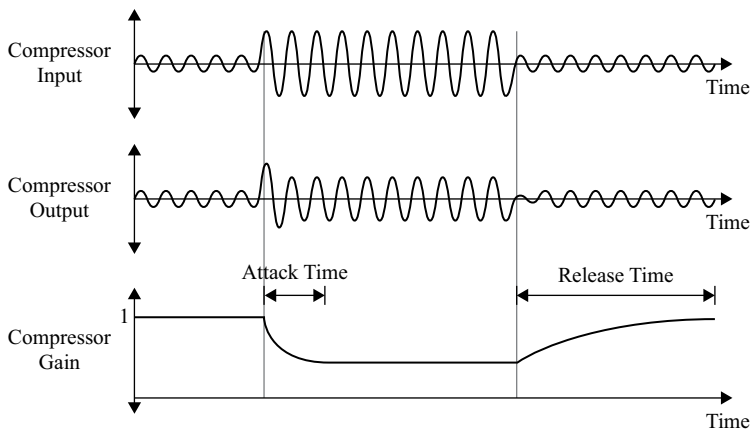 Compressor
Input
Time
Compressor
Output
Time
Attack Time
Release Time
1
Compressor
Gain
Time